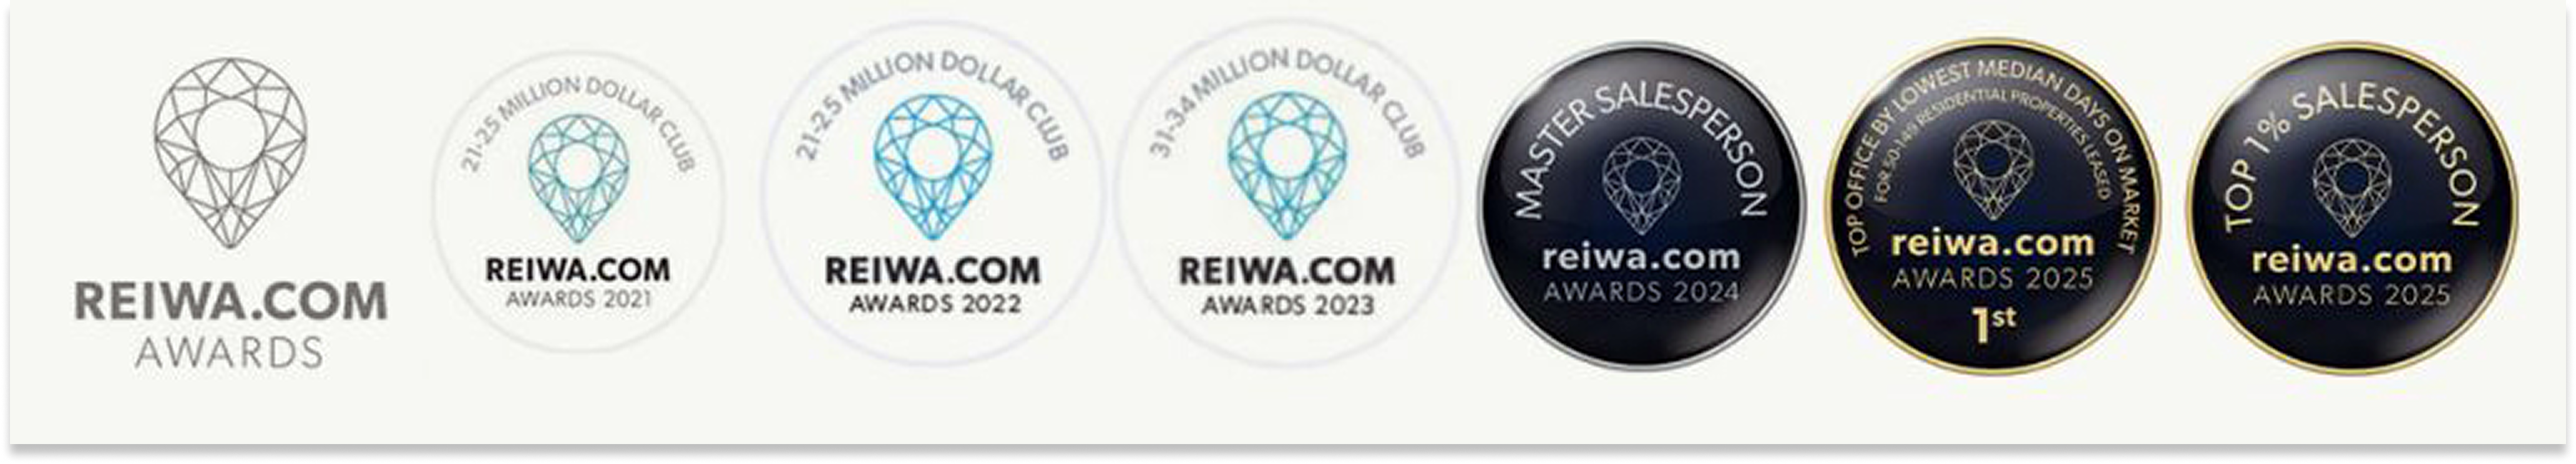 REIWA.COM
AWARDS
21-25 MILLION DOLLAR CLUB
REIWA.COM
AWARDS 2021
21-25 MILLION DOLLAR CLUB
REIWA.COM
AWARDS 2022
31-34 MILLION DOLLAR CLUB
REIWA.COM
AWARDS 2023
MASTER SALESPERSON
reiwa.com
AWARDS 2024
TOP OFFICE BY LOWEST MEDIAN DAYS ON MARKET
FOR 50-149 RESIDENTIAL PROPERTIES LEASED
reiwa.com
AWARDS 2025
1st
TOP 1% SALESPERSON
reiwa.com
AWARDS 2025